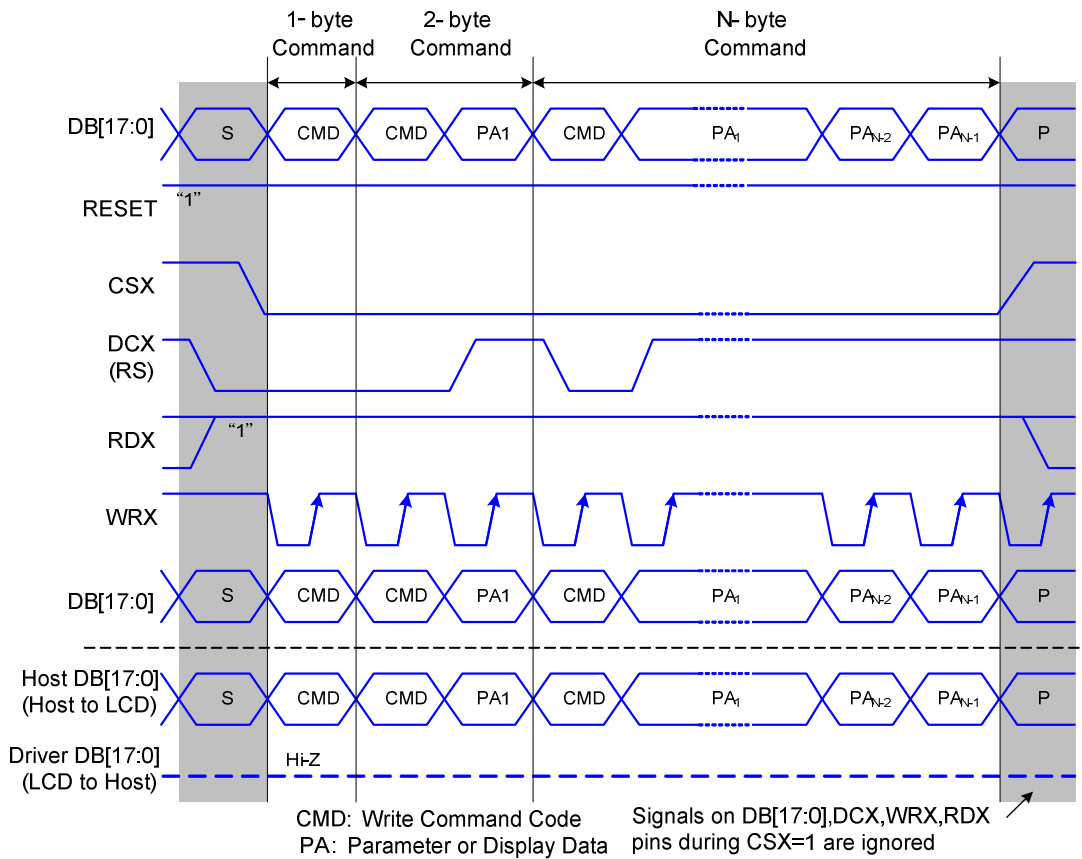 1- byte Command
2- byte Command
N- byte Command
DB[17:0]
S
CMD
CMD
PA1
CMD
PA1
PAN-2
PAN-1
P
RESET
“1”
CSX
DCX
(RS)
RDX
“1”
WRX
DB[17:0]
S
CMD
CMD
PA1
CMD
PA1
PAN-2
PAN-1
P
Host DB[17:0]
(Host to LCD)
S
CMD
CMD
PA1
CMD
PA1
PAN-2
PAN-1
P
Driver DB[17:0]
(LCD to Host)
Hi-Z
CMD: Write Command Code
PA: Parameter or Display Data
Signals on DB[17:0],DCX,WRX,RDX
pins during CSX=1 are ignored